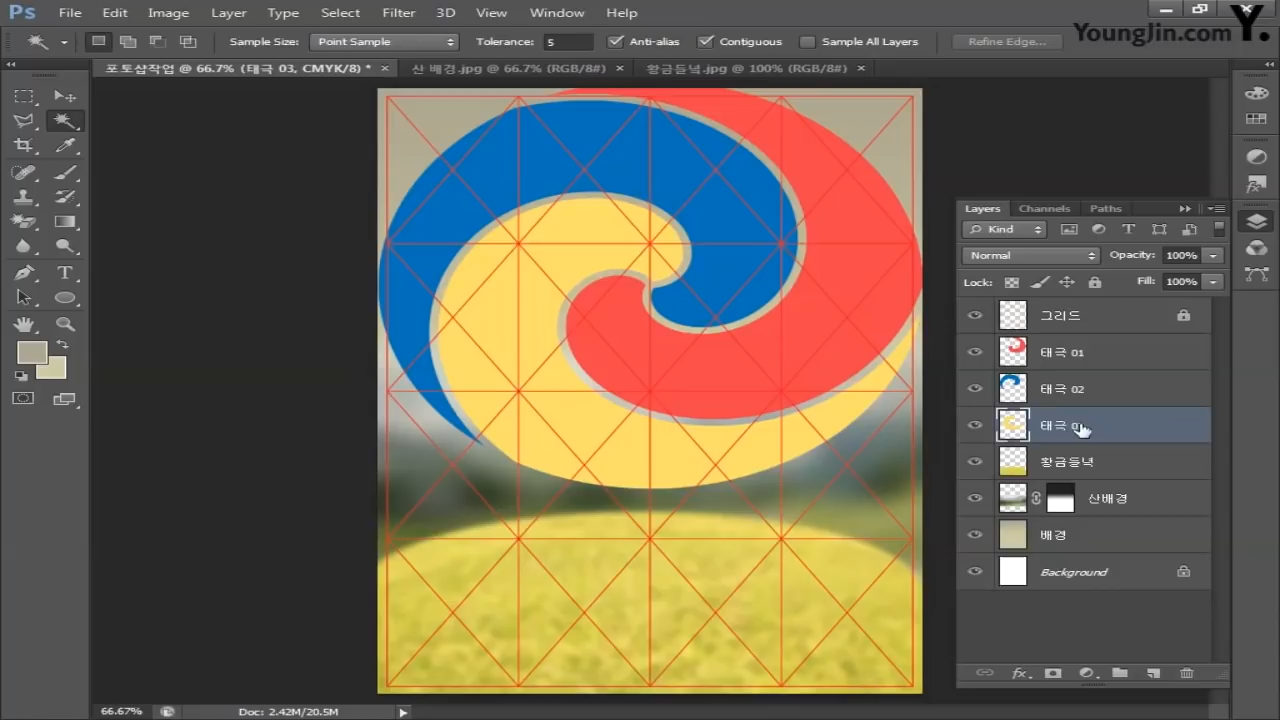 Ps File Edit Image Layer Type Select Filter 3D View Window Help
YoungJin.com Y.
Sample Size: Point Sample Tolerance: 5 Anti-alias Contiguous Sample All Layers Refine Edge...
포토샵작업 @ 66.7% (태극 03, CMYK/8) * × 산 배경.jpg @ 66.7% (RGB/8#) × 황금들녘.jpg @ 100% (RGB/8#) ×
Layers Channels Paths
Kind
Normal Opacity: 100%
Lock: Fill: 100%
그리드
태극 01
태극 02
태극
황금들녘
산배경
배경
Background
66.67% Doc: 2.42M/20.5M